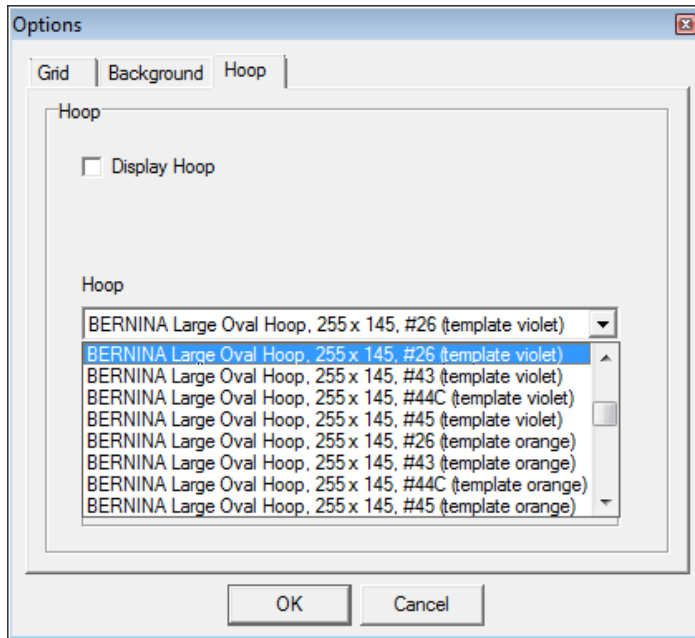 Options
Grid Background Hoop
Hoop
Display Hoop
Hoop
BERNINA Large Oval Hoop, 255 x 145, #26 (template violet)
BERNINA Large Oval Hoop, 255 x 145, #26 (template violet)
BERNINA Large Oval Hoop, 255 x 145, #43 (template violet)
BERNINA Large Oval Hoop, 255 x 145, #44C (template violet)
BERNINA Large Oval Hoop, 255 x 145, #45 (template violet)
BERNINA Large Oval Hoop, 255 x 145, #26 (template orange)
BERNINA Large Oval Hoop, 255 x 145, #43 (template orange)
BERNINA Large Oval Hoop, 255 x 145, #44C (template orange)
BERNINA Large Oval Hoop, 255 x 145, #45 (template orange)
OK Cancel